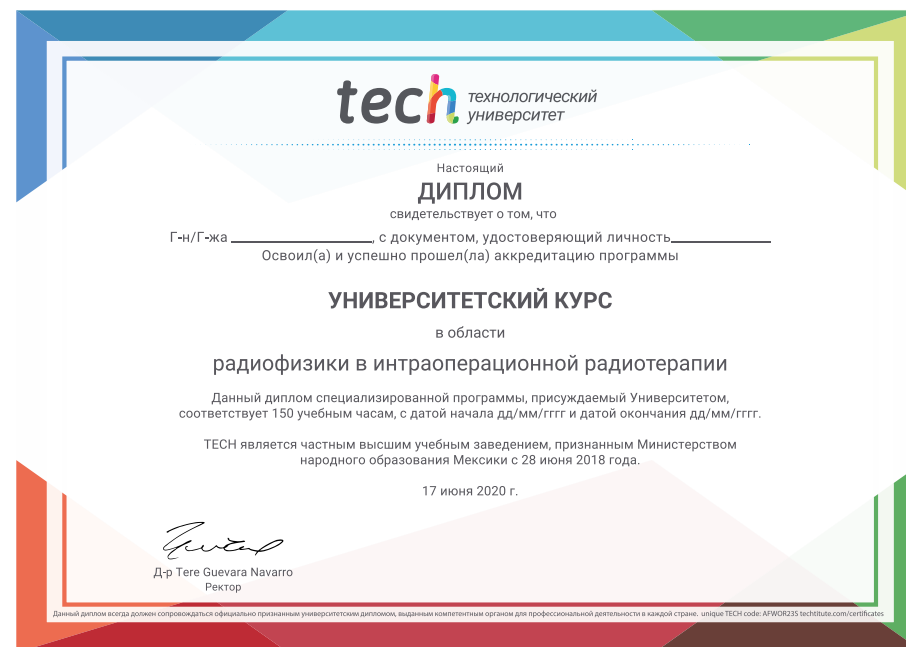 tech технологический
университет
Настоящий
ДИПЛОМ
свидетельствует о том, что
Г-н/Г-жа ____________________, с документом, удостоверяющий личность______________
Освоил(а) и успешно прошел(ла) аккредитацию программы
УНИВЕРСИТЕТСКИЙ КУРС
в области
радиофизики в интраоперационной радиотерапии
Данный диплом специализированной программы, присуждаемый Университетом,
соответствует 150 учебным часам, с датой начала дд/мм/гггг и датой окончания дд/мм/гггг.
TECH является частным высшим учебным заведением, признанным Министерством
народного образования Мексики с 28 июня 2018 года.
17 июня 2020 г.
Д-р Tere Guevara Navarro
Ректор
Данный диплом всегда должен сопровождаться официально признанным университетским дипломом, выданным компетентным органом для профессиональной деятельности в каждой стране. unique TECH code: AFWOR23S techtitute.com/certificates